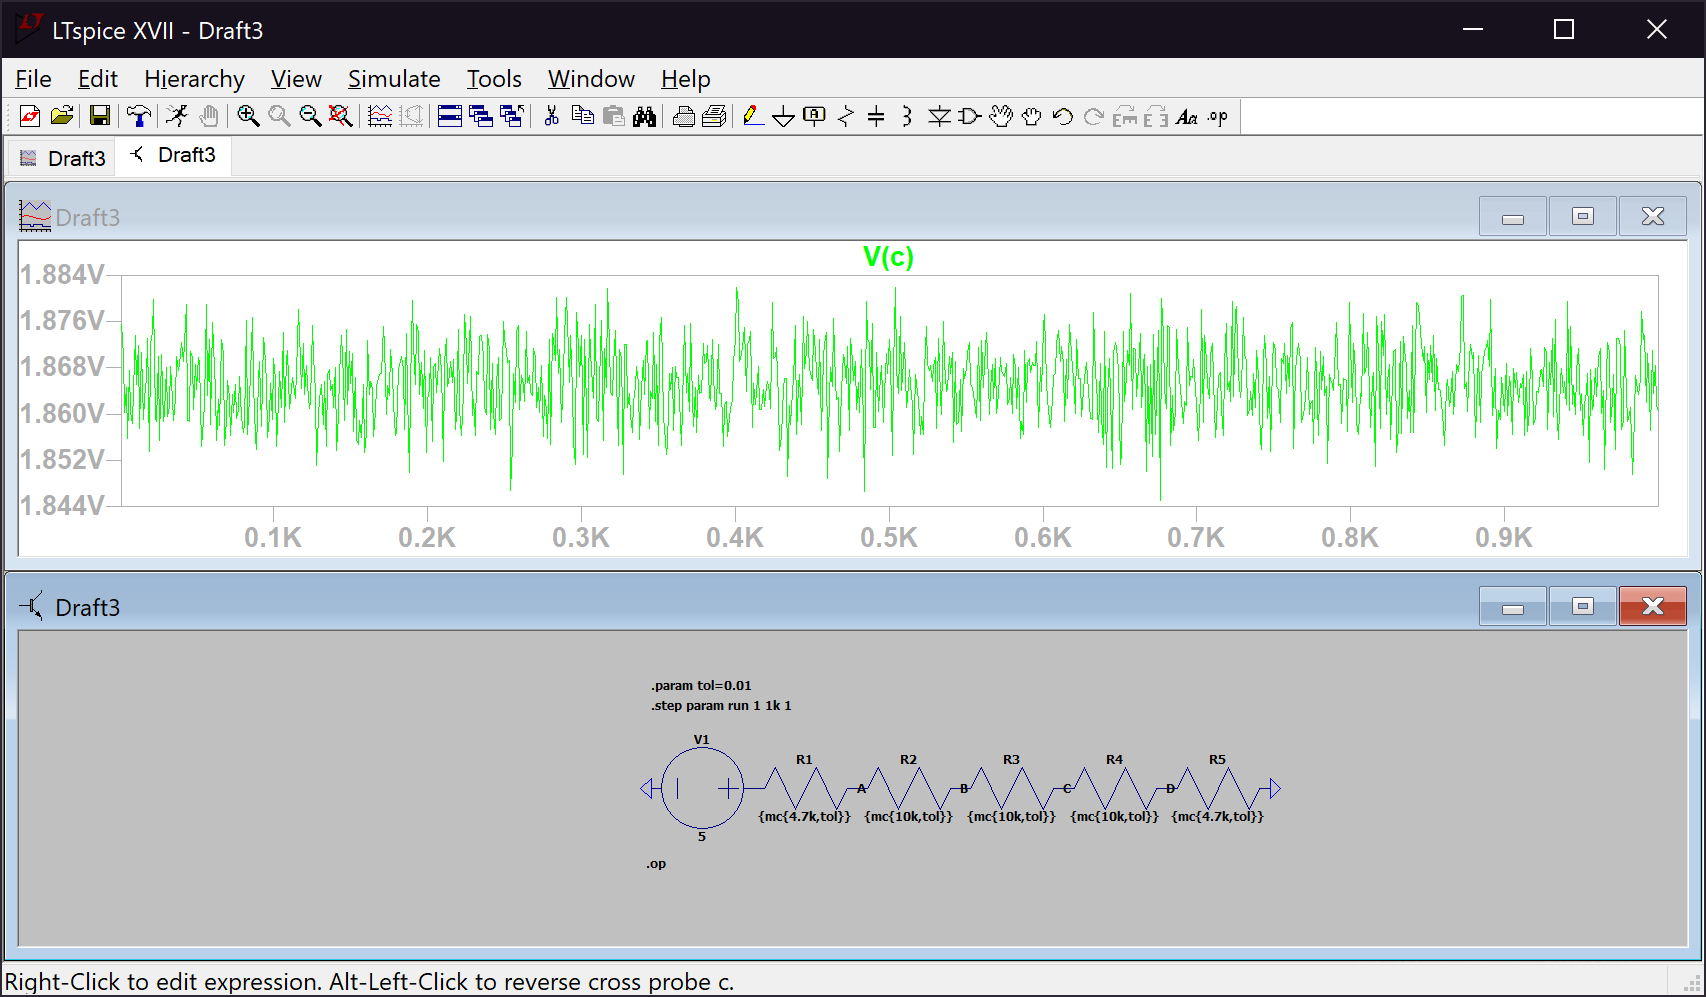 LTspice XVII - Draft3
File Edit Hierarchy View Simulate Tools Window Help
Draft3 Draft3
Draft3
V(c)
1.884V
1.876V
1.868V
1.860V
1.852V
1.844V
0.1K 0.2K 0.3K 0.4K 0.5K 0.6K 0.7K 0.8K 0.9K
Draft3
.param tol=0.01
.step param run 1 1k 1
V1
R1 R2 R3 R4 R5
A B C D
{mc{4.7k,tol}} {mc{10k,tol}} {mc{10k,tol}} {mc{10k,tol}} {mc{4.7k,tol}}
5
.op
Right-Click to edit expression. Alt-Left-Click to reverse cross probe c.